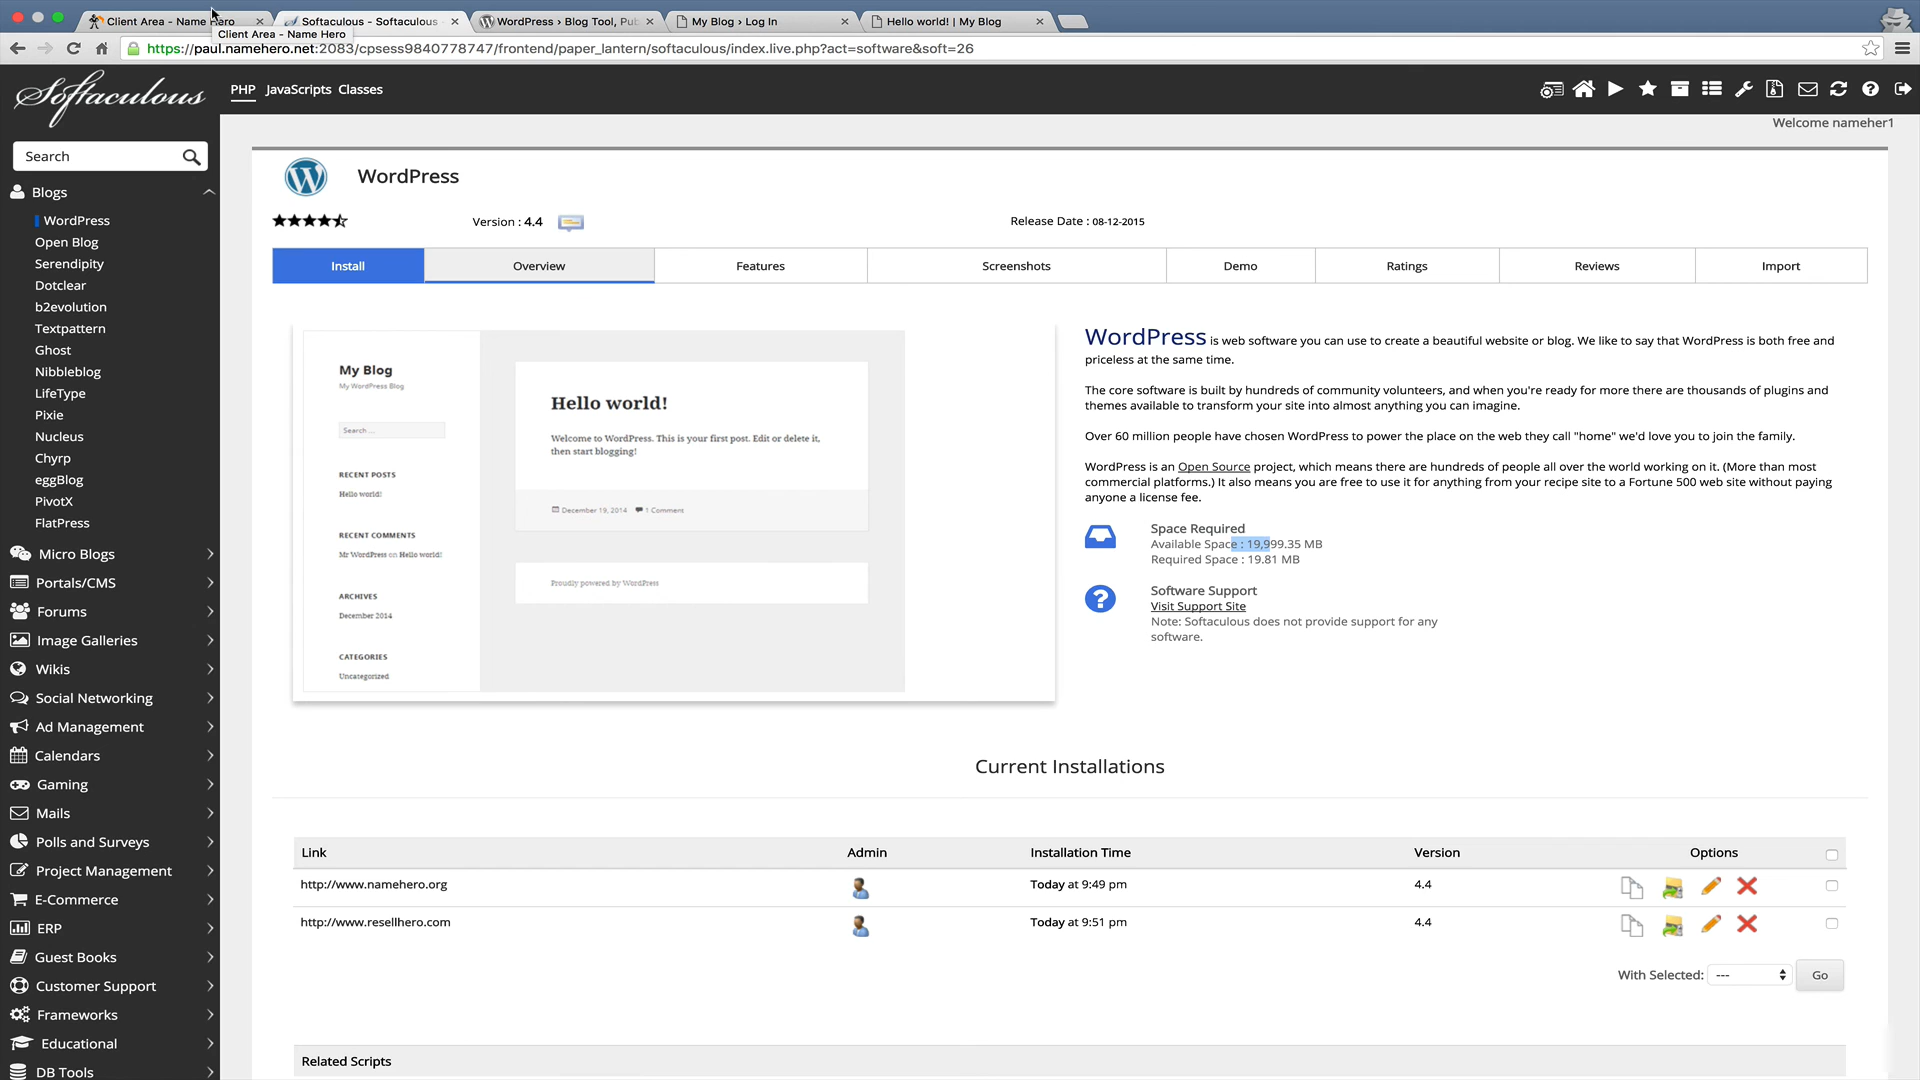 Client Area - Name Hero
Softaculous - Softaculous
WordPress › Blog Tool, Pub
My Blog › Log In
Hello world! | My Blog
Client Area - Name Hero
https://paul.namehero.net:2083/cpsess9840778747/frontend/paper_lantern/softaculous/index.live.php?act=software&soft=26
Softaculous
PHP JavaScripts Classes
Welcome nameher1
Search
Blogs
WordPress
Open Blog
Serendipity
Dotclear
b2evolution
Textpattern
Ghost
Nibbleblog
LifeType
Pixie
Nucleus
Chyrp
eggBlog
PivotX
FlatPress
Micro Blogs
Portals/CMS
Forums
Image Galleries
Wikis
Social Networking
Ad Management
Calendars
Gaming
Mails
Polls and Surveys
Project Management
E-Commerce
ERP
Guest Books
Customer Support
Frameworks
Educational
DB Tools
WordPress
Version : 4.4
Release Date : 08-12-2015
Install
Overview
Features
Screenshots
Demo
Ratings
Reviews
Import
My Blog
My WordPress Blog
Search ...
RECENT POSTS
Hello world!
RECENT COMMENTS
Mr WordPress on Hello world!
ARCHIVES
December 2014
CATEGORIES
Uncategorized
Hello world!
Welcome to WordPress. This is your first post. Edit or delete it,
then start blogging!
December 19, 2014 1 Comment
Proudly powered by WordPress
WordPress is web software you can use to create a beautiful website or blog. We like to say that WordPress is both free and
priceless at the same time.
The core software is built by hundreds of community volunteers, and when you're ready for more there are thousands of plugins and
themes available to transform your site into almost anything you can imagine.
Over 60 million people have chosen WordPress to power the place on the web they call "home" we'd love you to join the family.
WordPress is an Open Source project, which means there are hundreds of people all over the world working on it. (More than most
commercial platforms.) It also means you are free to use it for anything from your recipe site to a Fortune 500 web site without paying
anyone a license fee.
Space Required
Available Space : 19,999.35 MB
Required Space : 19.81 MB
Software Support
Visit Support Site
Note: Softaculous does not provide support for any
software.
Current Installations
Link Admin Installation Time Version Options
http://www.namehero.org Today at 9:49 pm 4.4
http://www.resellhero.com Today at 9:51 pm 4.4
With Selected: --- Go
Related Scripts